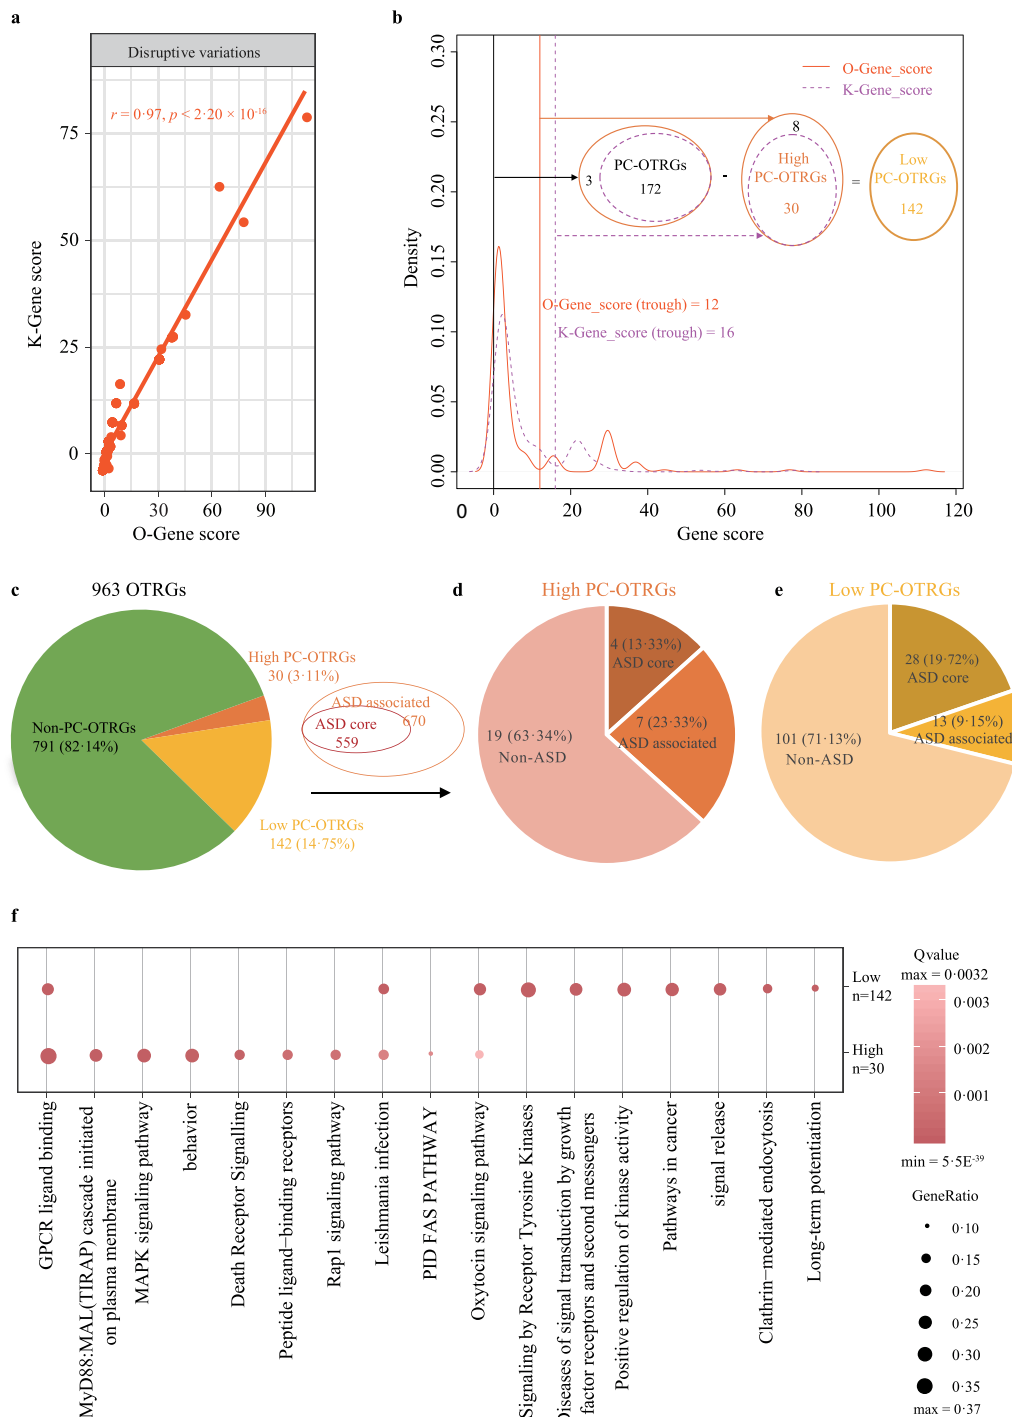 a
Disruptive variations
r = 0·97, p < 2·20 × 10-16
75
50
25
0
K-Gene score
0 30 60 90
O-Gene score
b
0.30
0.25
0.20
0.15
0.10
0.05
0.00
Density
O-Gene_score
K-Gene_score
8
3
PC-OTRGs
172
-
High
PC-OTRGs
30
=
Low
PC-OTRGs
142
O-Gene_score (trough) = 12
K-Gene_score (trough) = 16
0 0 20 40 60 80 100 120
Gene score
c
963 OTRGs
Non-PC-OTRGs
791 (82·14%)
High PC-OTRGs
30 (3·11%)
Low PC-OTRGs
142 (14·75%)
ASD associated
670
ASD core
559
d
High PC-OTRGs
4 (13·33%)
ASD core
7 (23·33%)
ASD associated
19 (63·34%)
Non-ASD
e
Low PC-OTRGs
28 (19·72%)
ASD core
13 (9·15%)
ASD associated
101 (71·13%)
Non-ASD
f
Low
n=142
High
n=30
GPCR ligand binding
MyD88:MAL(TIRAP) cascade initiated
on plasma membrane
MAPK signaling pathway
behavior
Death Receptor Signalling
Peptide ligand−binding receptors
Rap1 signaling pathway
Leishmania infection
PID FAS PATHWAY
Oxytocin signaling pathway
Signaling by Receptor Tyrosine Kinases
Diseases of signal transduction by growth
factor receptors and second messengers
Positive regulation of kinase activity
Pathways in cancer
signal release
Clathrin−mediated endocytosis
Long−term potentiation
Qvalue
max = 0·0032
0·003
0·002
0·001
min = 5·5E-39
GeneRatio
0·10
0·15
0·20
0·25
0·30
0·35
max = 0·37